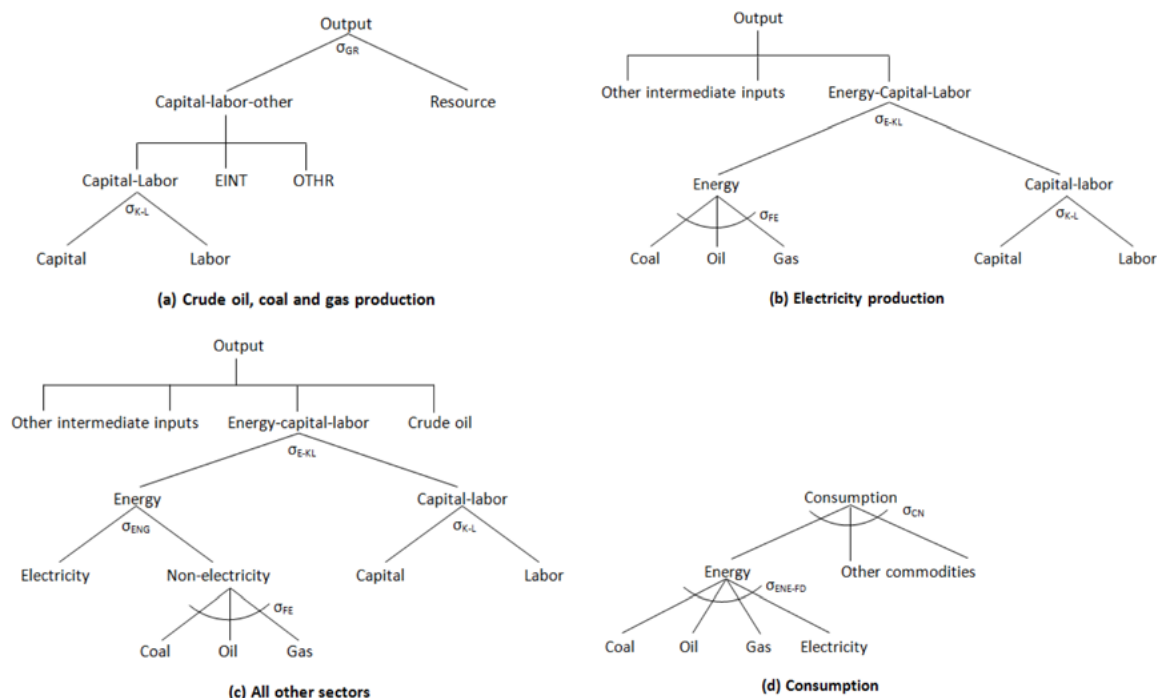 Output
σGR
Capital-labor-other
Resource
Capital-Labor
EINT
OTHR
σK-L
Capital
Labor
(a) Crude oil, coal and gas production
Output
Other intermediate inputs
Energy-Capital-Labor
σE-KL
Energy
Capital-labor
σFE
σK-L
Coal
Oil
Gas
Capital
Labor
(b) Electricity production
Output
Other intermediate inputs
Energy-capital-labor
Crude oil
σE-KL
Energy
Capital-labor
σENG
σK-L
Electricity
Non-electricity
Capital
Labor
σFE
Coal
Oil
Gas
(c) All other sectors
Consumption
σCN
Energy
Other commodities
σENE-FD
Coal
Oil
Gas
Electricity
(d) Consumption